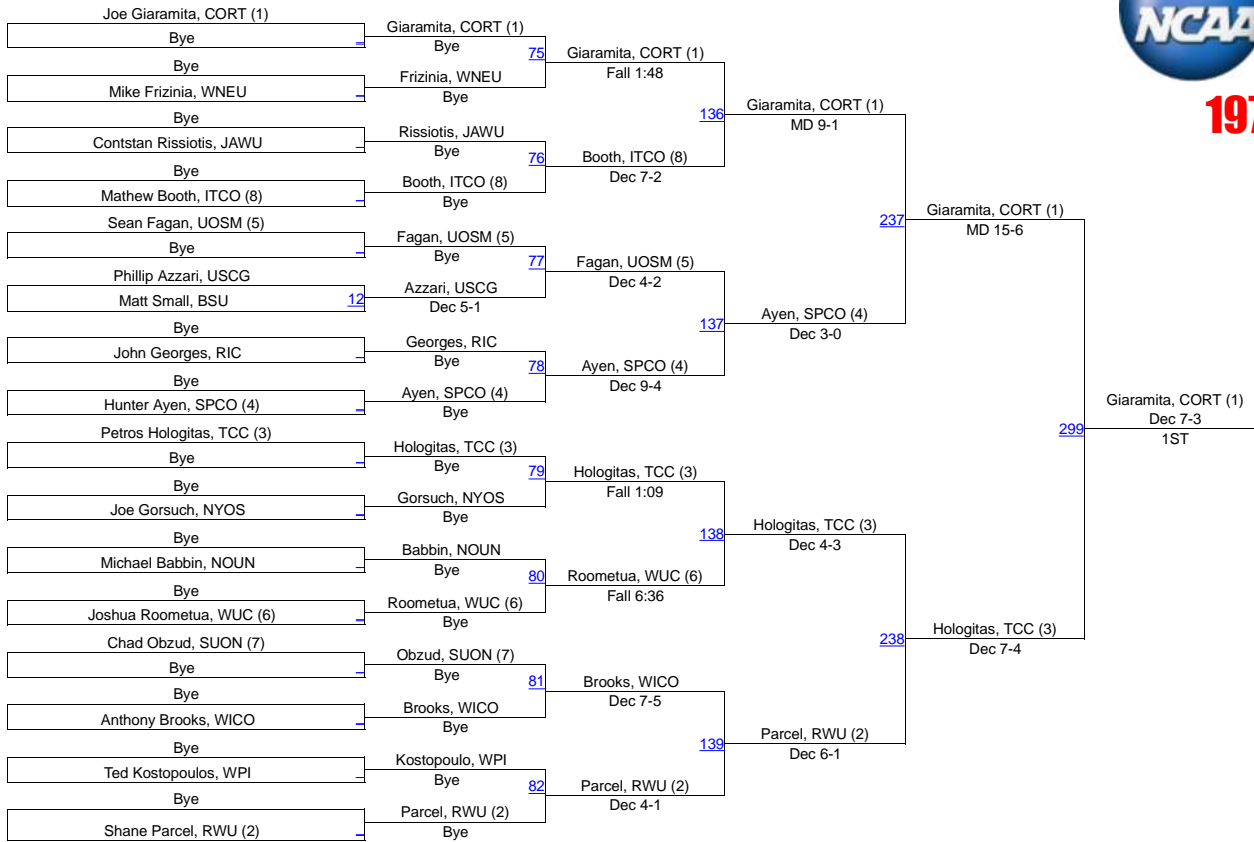 NCAA
197
Joe Giaramita, CORT (1)
Bye
Bye
Mike Frizinia, WNEU
Bye
Contstan Rissiotis, JAWU
Bye
Mathew Booth, ITCO (8)
Sean Fagan, UOSM (5)
Bye
Phillip Azzari, USCG
Matt Small, BSU
12
Bye
John Georges, RIC
Bye
Hunter Ayen, SPCO (4)
Petros Hologitas, TCC (3)
Bye
Bye
Joe Gorsuch, NYOS
Bye
Michael Babbin, NOUN
Bye
Joshua Roometua, WUC (6)
Chad Obzud, SUON (7)
Bye
Bye
Anthony Brooks, WICO
Bye
Ted Kostopoulos, WPI
Bye
Shane Parcel, RWU (2)
Giaramita, CORT (1)
Bye
75
Frizinia, WNEU
Bye
Rissiotis, JAWU
Bye
76
Booth, ITCO (8)
Bye
Fagan, UOSM (5)
Bye
77
Azzari, USCG
Dec 5-1
Georges, RIC
Bye
78
Ayen, SPCO (4)
Bye
Hologitas, TCC (3)
Bye
79
Gorsuch, NYOS
Bye
Babbin, NOUN
Bye
80
Roometua, WUC (6)
Bye
Obzud, SUON (7)
Bye
81
Brooks, WICO
Bye
Kostopoulo, WPI
Bye
82
Parcel, RWU (2)
Bye
Giaramita, CORT (1)
Fall 1:48
136
Booth, ITCO (8)
Dec 7-2
Fagan, UOSM (5)
Dec 4-2
137
Ayen, SPCO (4)
Dec 9-4
Hologitas, TCC (3)
Fall 1:09
138
Roometua, WUC (6)
Fall 6:36
Brooks, WICO
Dec 7-5
139
Parcel, RWU (2)
Dec 4-1
Giaramita, CORT (1)
MD 9-1
237
Ayen, SPCO (4)
Dec 3-0
Hologitas, TCC (3)
Dec 4-3
238
Parcel, RWU (2)
Dec 6-1
Giaramita, CORT (1)
MD 15-6
299
Hologitas, TCC (3)
Dec 7-4
Giaramita, CORT (1)
Dec 7-3
1ST